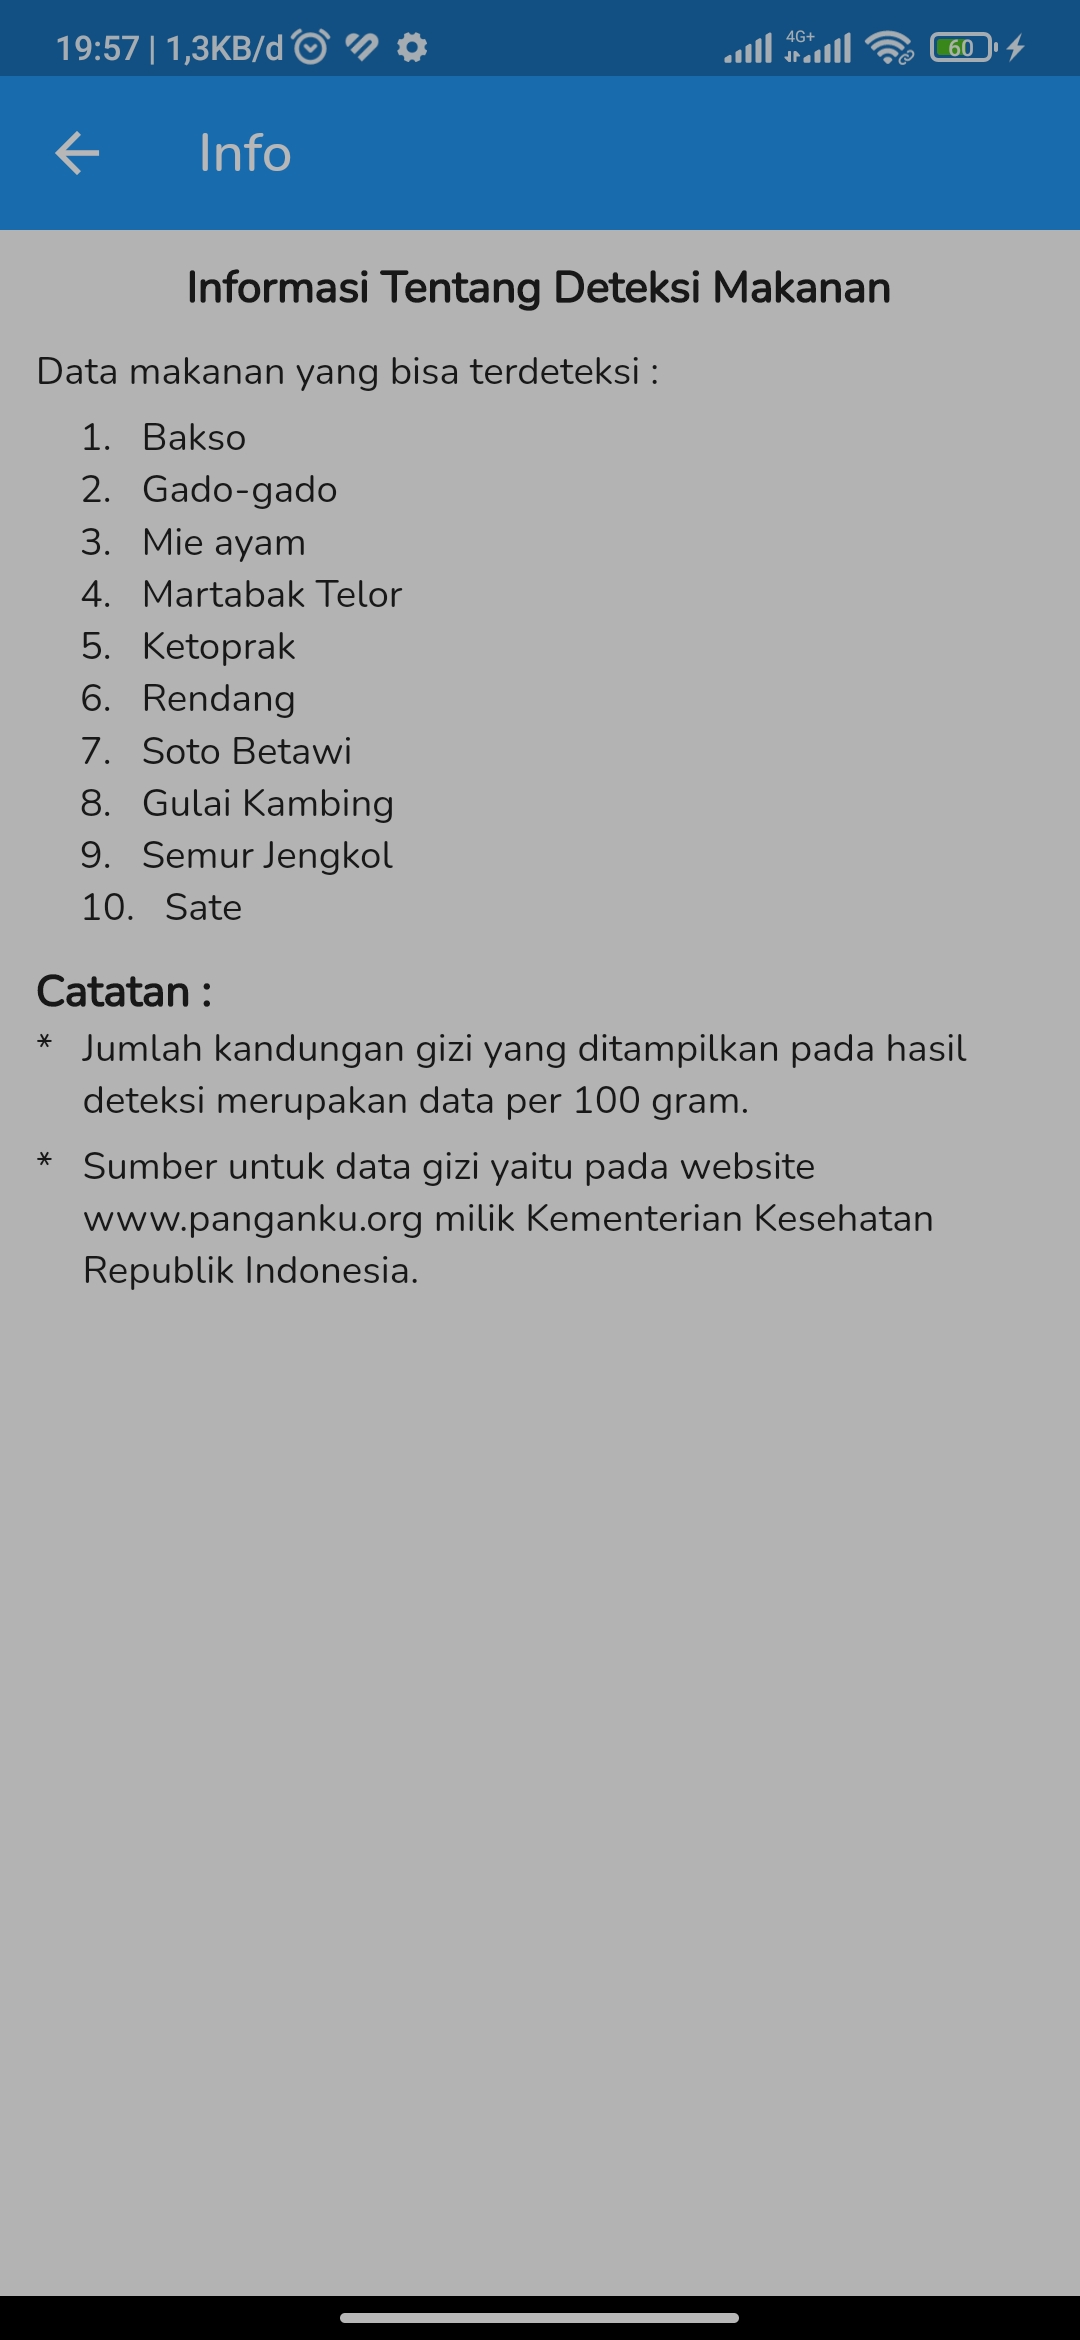 19:57 | 1,3KB/d
4G+
60
Info
Informasi Tentang Deteksi Makanan
Data makanan yang bisa terdeteksi :
1. Bakso
2. Gado-gado
3. Mie ayam
4. Martabak Telor
5. Ketoprak
6. Rendang
7. Soto Betawi
8. Gulai Kambing
9. Semur Jengkol
10. Sate
Catatan :
* Jumlah kandungan gizi yang ditampilkan pada hasil
deteksi merupakan data per 100 gram.
* Sumber untuk data gizi yaitu pada website
www.panganku.org milik Kementerian Kesehatan
Republik Indonesia.